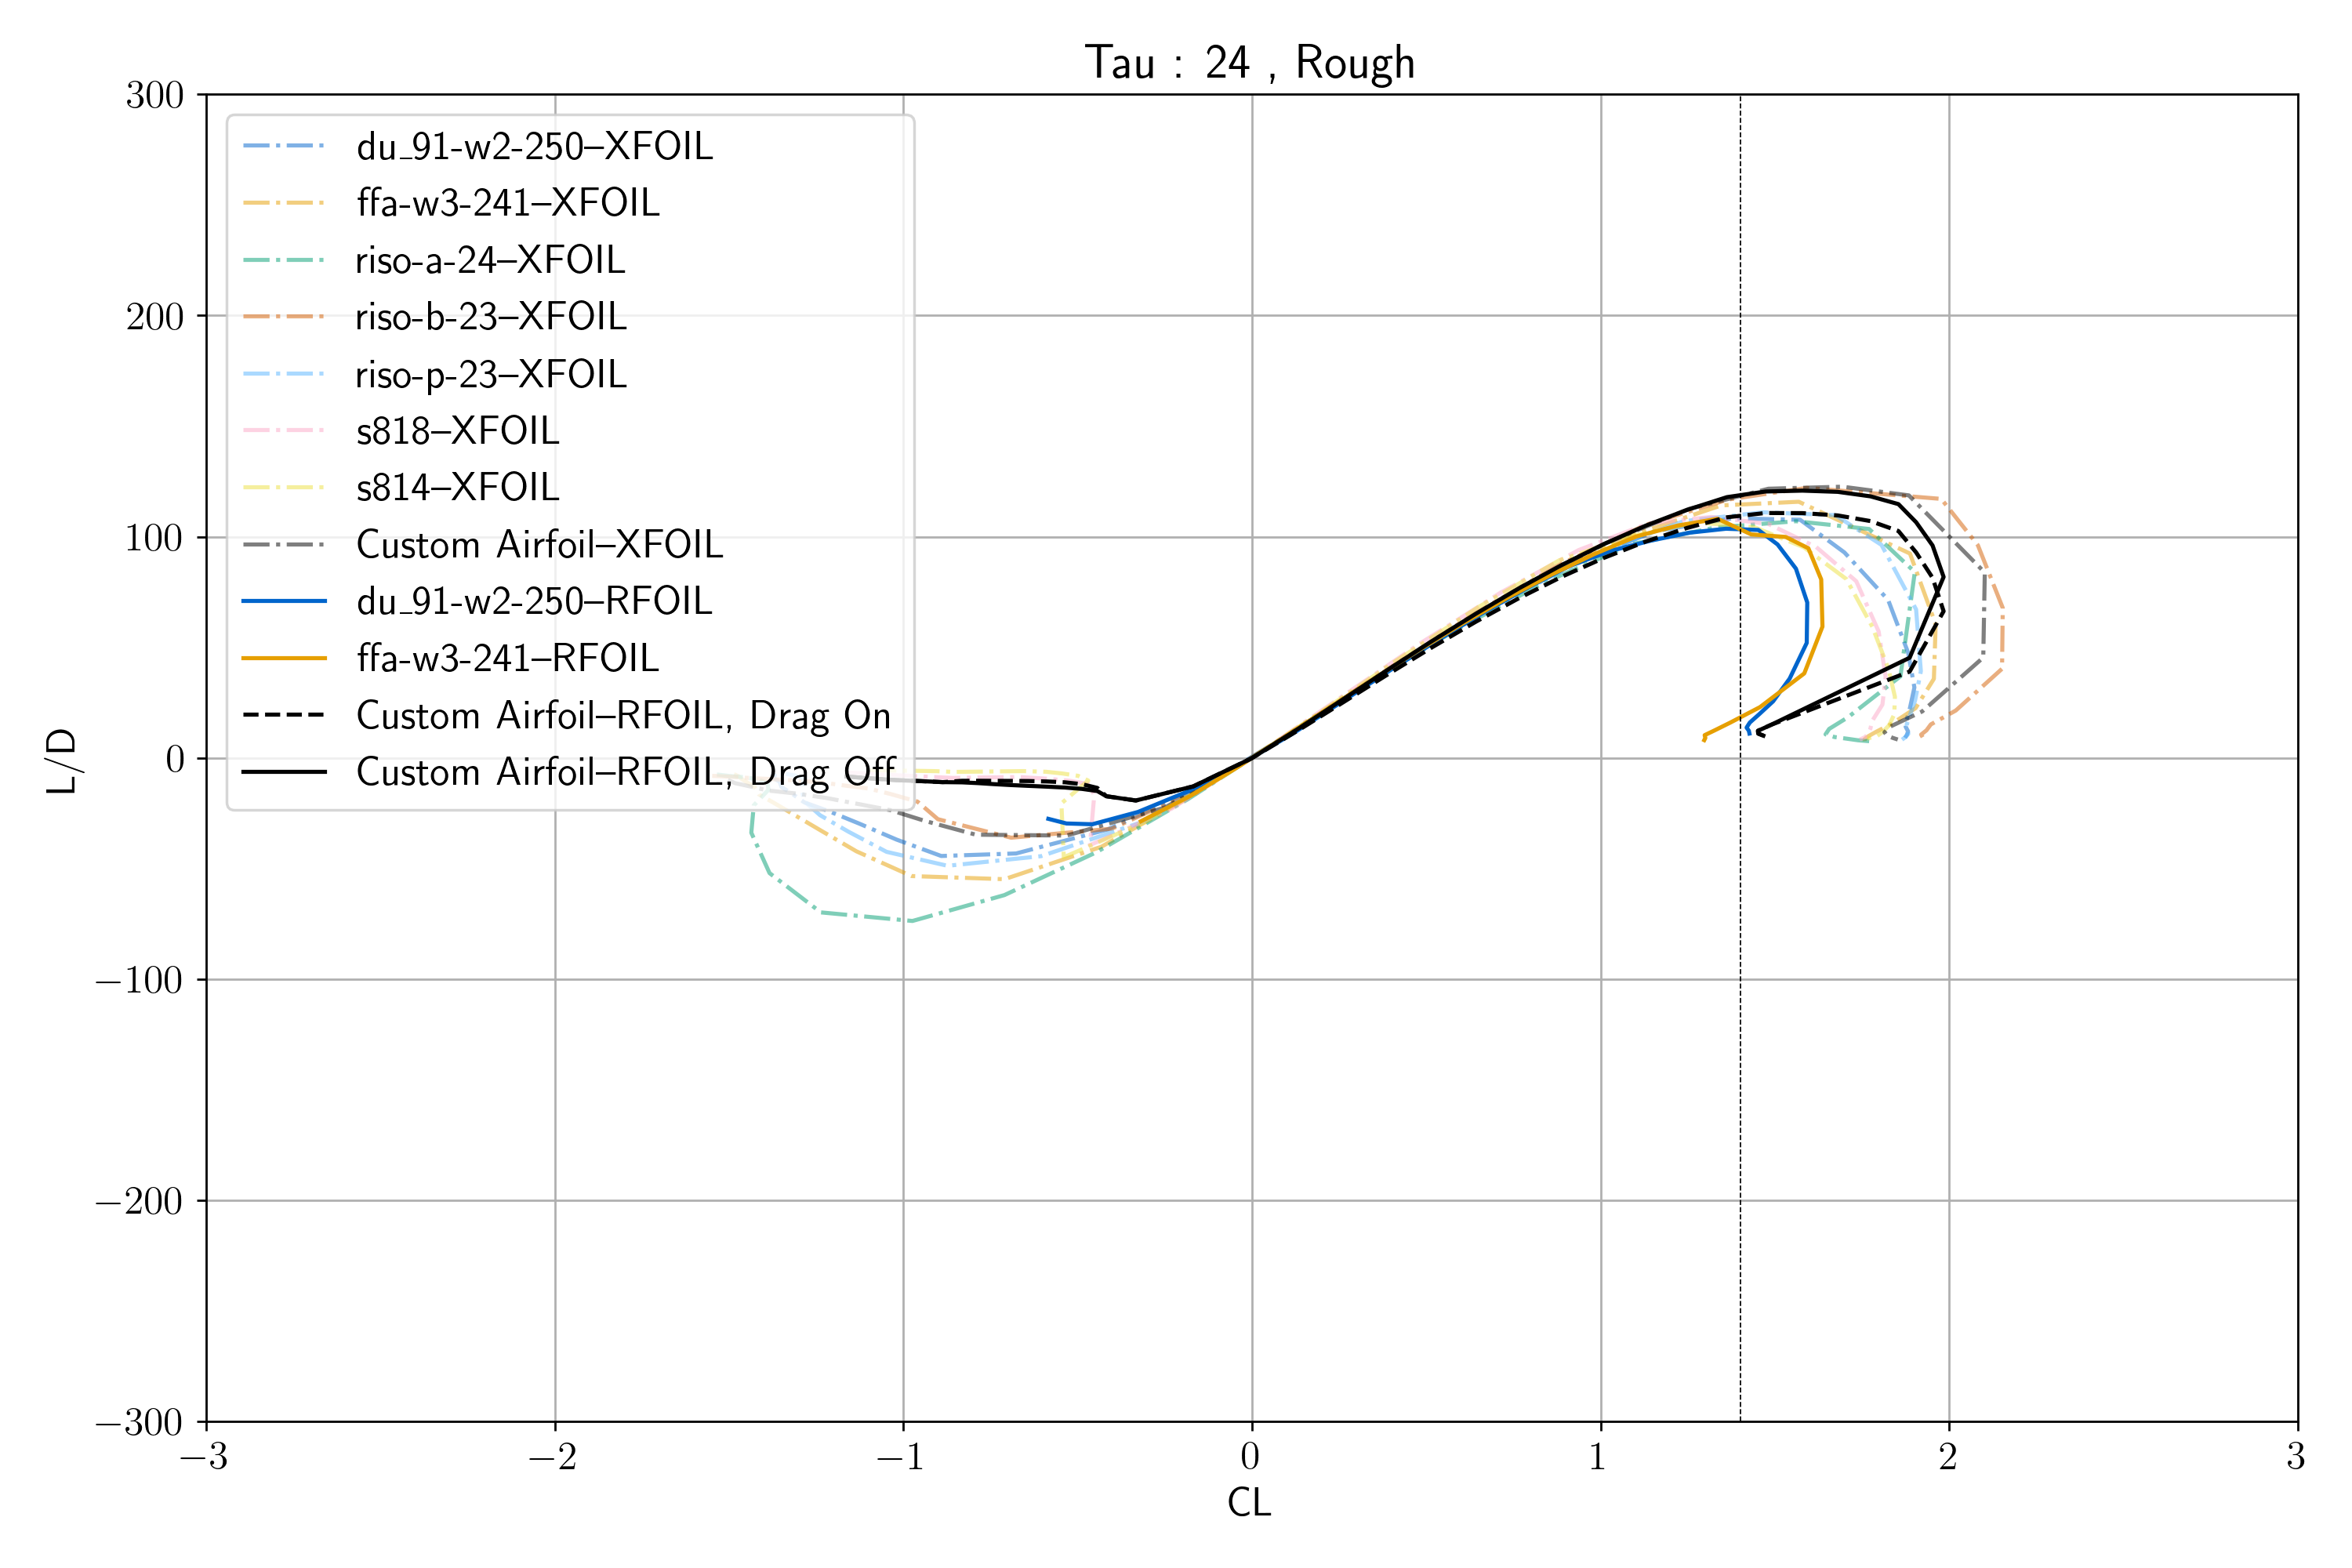 Tau : 24 , Rough
300
200
100
0
−100
−200
−300
L/D
du_91-w2-250–XFOIL
ffa-w3-241–XFOIL
riso-a-24–XFOIL
riso-b-23–XFOIL
riso-p-23–XFOIL
s818–XFOIL
s814–XFOIL
Custom Airfoil–XFOIL
du_91-w2-250–RFOIL
ffa-w3-241–RFOIL
Custom Airfoil–RFOIL, Drag On
Custom Airfoil–RFOIL, Drag Off
−3 −2 −1 0 1 2 3
CL